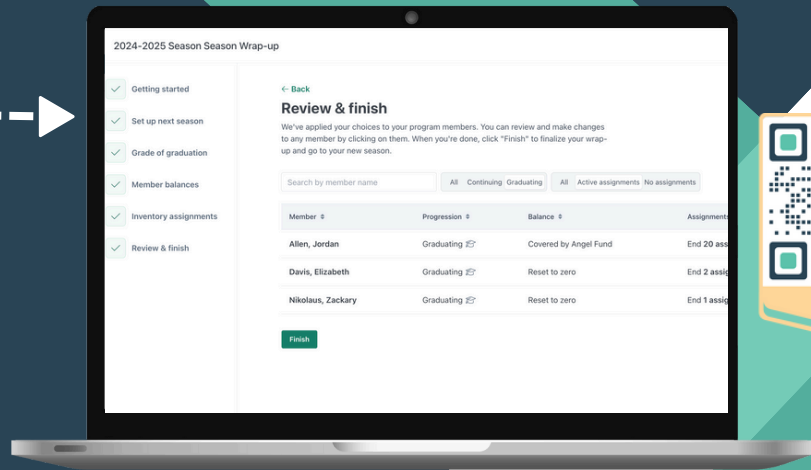 2024-2025 Season Season Wrap-up
Getting started
Set up next season
Grade of graduation
Member balances
Inventory assignments
Review & finish
← Back
Review & finish
We've applied your choices to your program members. You can review and make changes
to any member by clicking on them. When you're done, click "Finish" to finalize your wrap-
up and go to your new season.
Search by member name All Continuing Graduating All Active assignments No assignments
Member Progression Balance Assignments
Allen, Jordan Graduating Covered by Angel Fund End 20 ass
Davis, Elizabeth Graduating Reset to zero End 2 assig
Nikolaus, Zackary Graduating Reset to zero End 1 assig
Finish